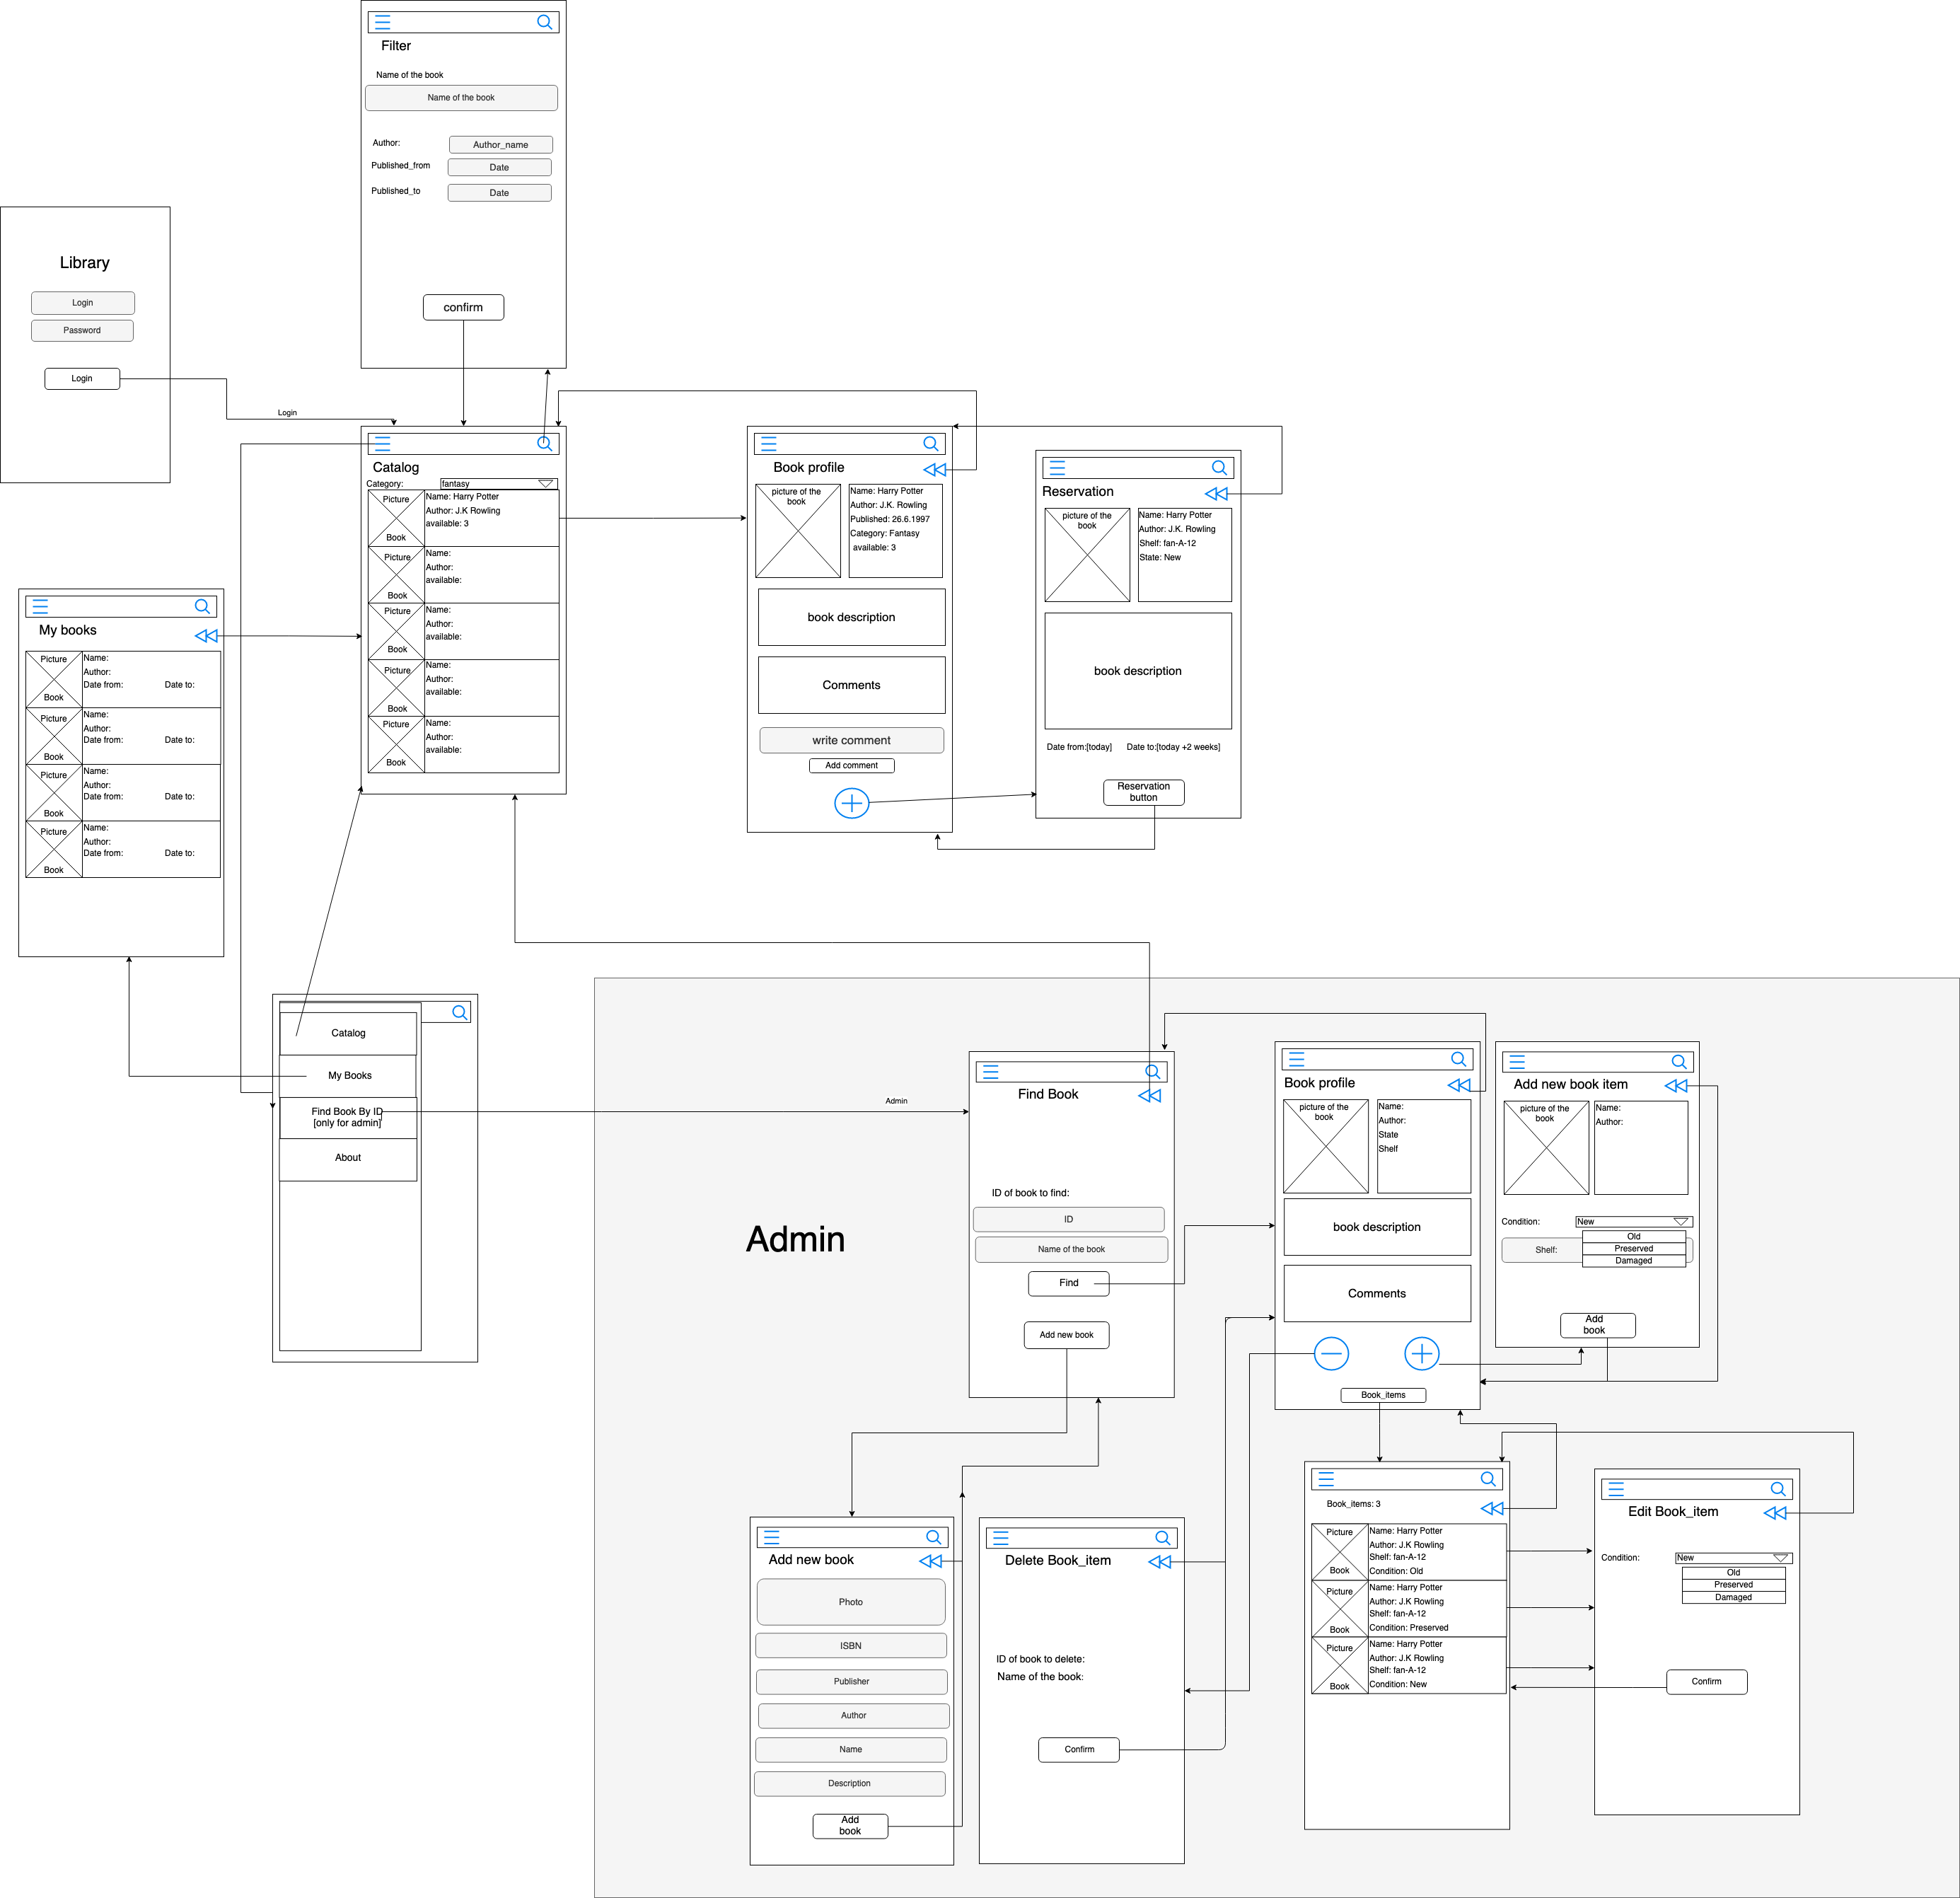 Filter
Name of the book
Name of the book
Author:
Author_name
Published_from
Date
Published_to
Date
confirm
Library
Login
Password
Login
Login
Catalog
Category:
fantasy
Picture
Book
Name: Harry Potter
Author: J.K Rowling
available: 3
Picture
Book
Name:
Author:
available:
Picture
Book
Name:
Author:
available:
Picture
Book
Name:
Author:
available:
Picture
Book
Name:
Author:
available:
Book profile
picture of the
book
Name: Harry Potter
Author: J.K. Rowling
Published: 26.6.1997
Category: Fantasy
available: 3
book description
Comments
write comment
Add comment
Reservation
picture of the
book
Name: Harry Potter
Author: J.K. Rowling
Shelf: fan-A-12
State: New
book description
Date from:[today]
Date to:[today +2 weeks]
Reservation
button
My books
Picture
Book
Name:
Author:
Date from:
Date to:
Picture
Book
Name:
Author:
Date from:
Date to:
Picture
Book
Name:
Author:
Date from:
Date to:
Picture
Book
Name:
Author:
Date from:
Date to:
Catalog
My Books
Find Book By ID
[only for admin]
About
Admin
Admin
Find Book
ID of book to find:
ID
Name of the book
Find
Add new book
Book profile
picture of the
book
Name:
Author:
State
Shelf
book description
Comments
Book_items
Add new book item
picture of the
book
Name:
Author:
Condition:
New
Old
Preserved
Damaged
Shelf:
Add
book
Add new book
Photo
ISBN
Publisher
Author
Name
Description
Add
book
Delete Book_item
ID of book to delete:
Name of the book:
Confirm
Book_items: 3
Picture
Book
Name: Harry Potter
Author: J.K Rowling
Shelf: fan-A-12
Condition: Old
Picture
Book
Name: Harry Potter
Author: J.K Rowling
Shelf: fan-A-12
Condition: Preserved
Picture
Book
Name: Harry Potter
Author: J.K Rowling
Shelf: fan-A-12
Condition: New
Edit Book_item
Condition:
New
Old
Preserved
Damaged
Confirm